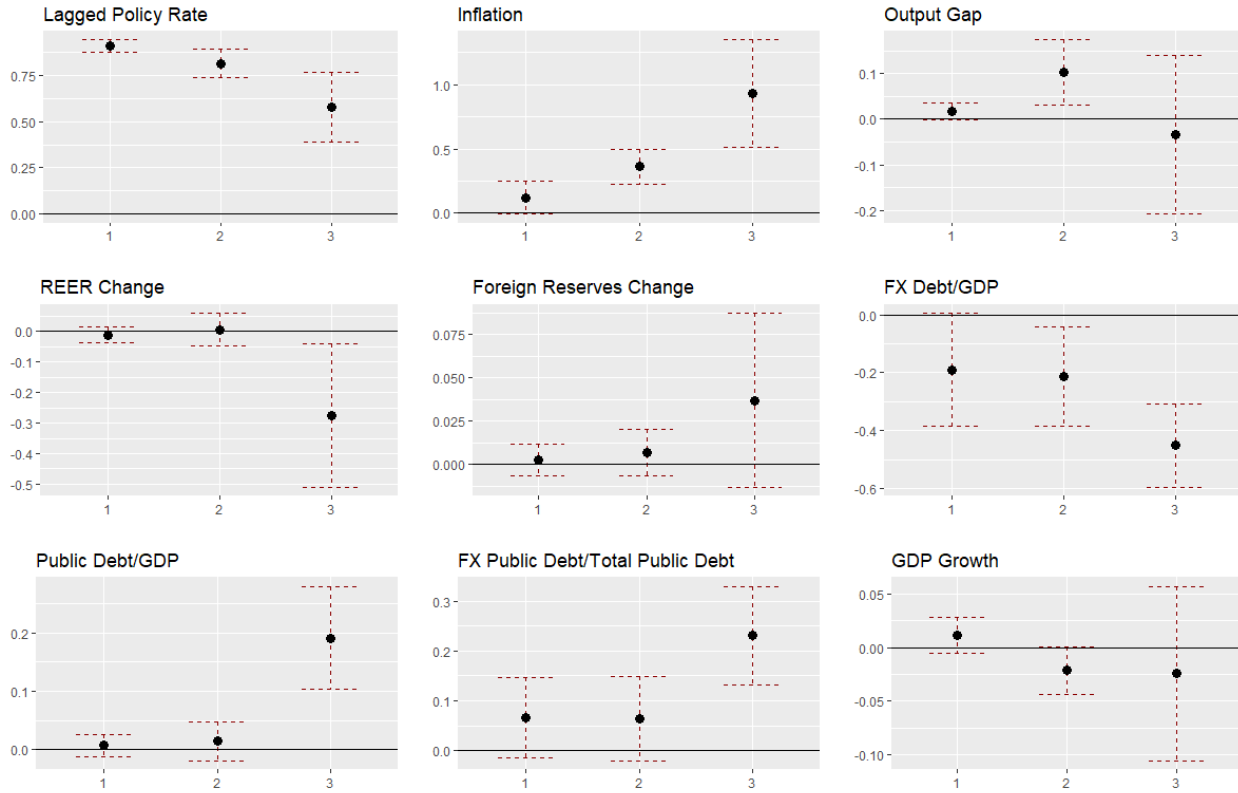 Lagged Policy Rate
0.75
0.50
0.25
0.00
1 2 3
Inflation
1.0
0.5
0.0
1 2 3
Output Gap
0.1
0.0
-0.1
-0.2
1 2 3
REER Change
0.0
-0.1
-0.2
-0.3
-0.4
-0.5
1 2 3
Foreign Reserves Change
0.075
0.050
0.025
0.000
1 2 3
FX Debt/GDP
0.0
-0.2
-0.4
-0.6
1 2 3
Public Debt/GDP
0.2
0.1
0.0
1 2 3
FX Public Debt/Total Public Debt
0.3
0.2
0.1
0.0
1 2 3
GDP Growth
0.05
0.00
-0.05
-0.10
1 2 3